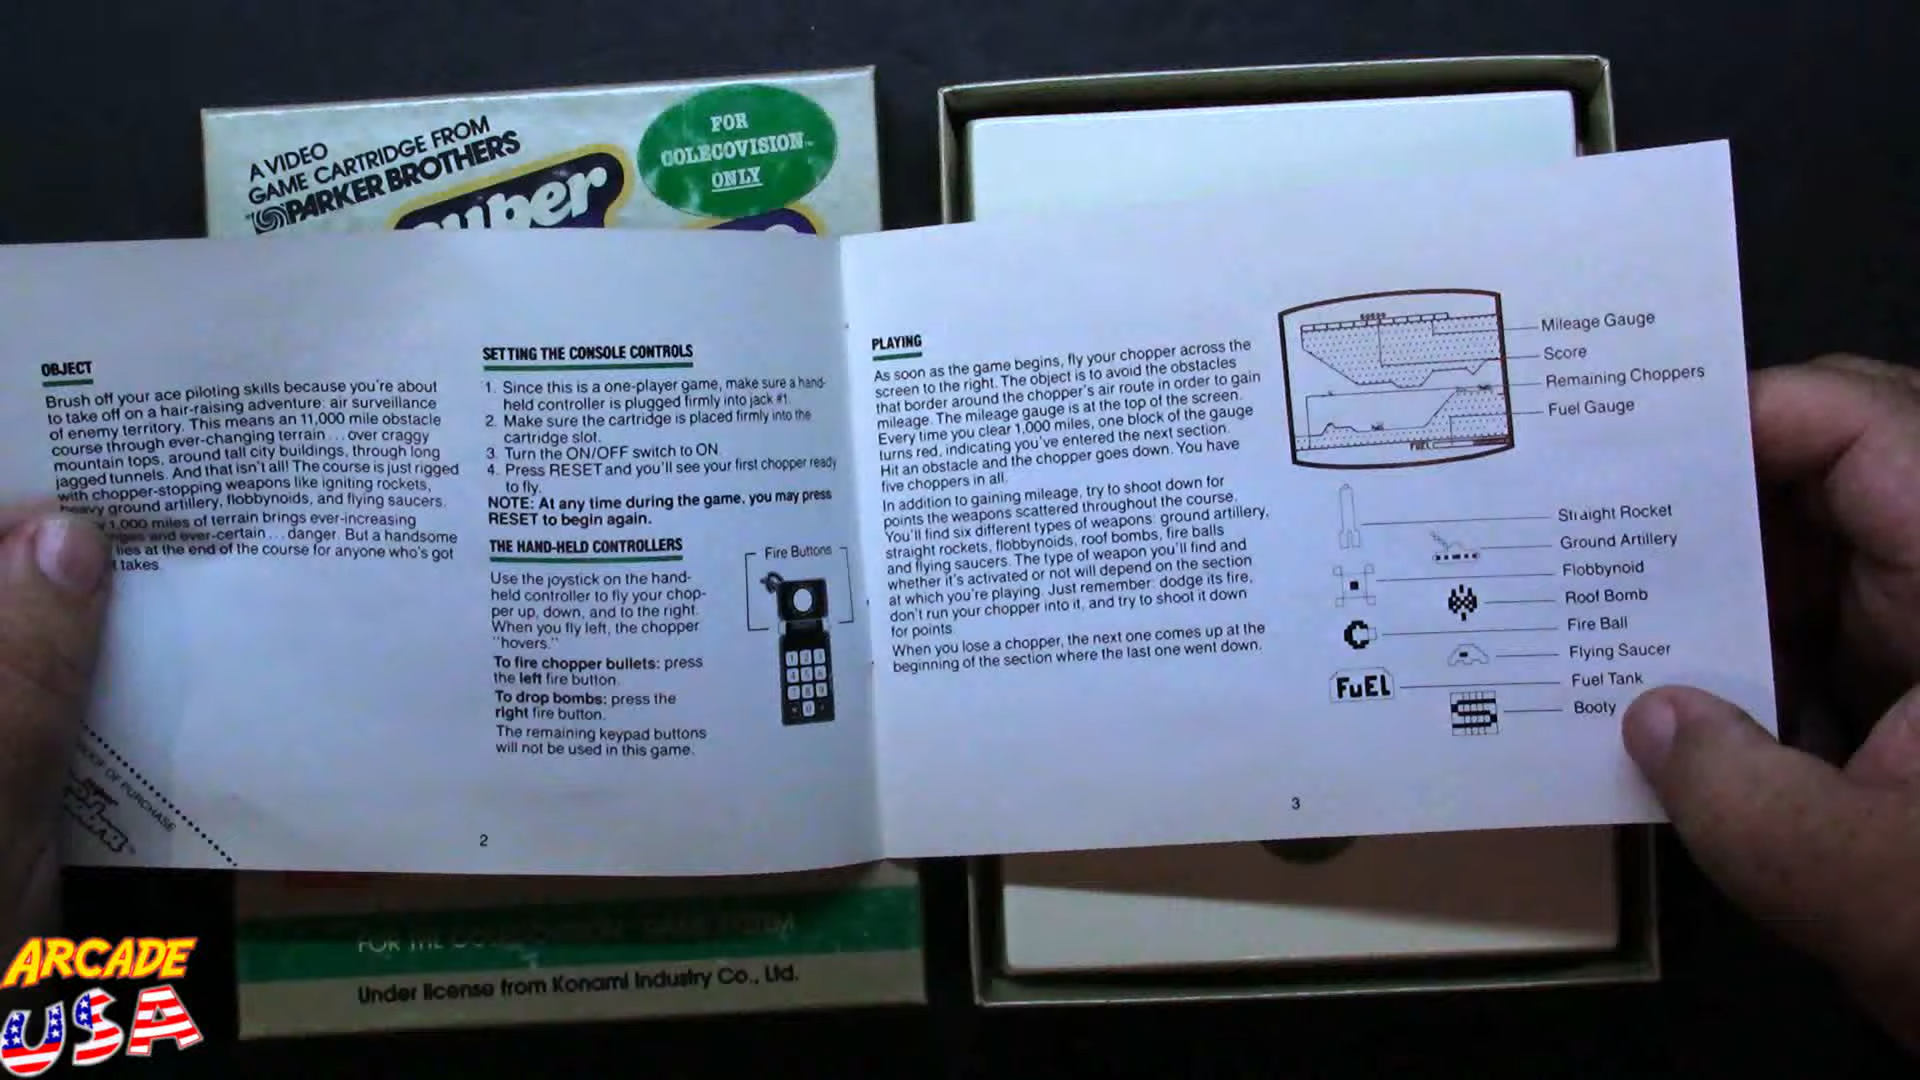 A VIDEO
GAME CARTRIDGE FROM
PARKER BROTHERS
super
FOR
COLECOVISION™
ONLY
OBJECT
Brush off your ace piloting skills because you're about
to take off on a hair-raising adventure: air surveillance
of enemy territory. This means an 11,000 mile obstacle
course through ever-changing terrain... over craggy
mountain tops, around tall city buildings, through long
jagged tunnels. And that isn't all! The course is just rigged
with chopper-stopping weapons like igniting rockets,
heavy ground artillery, flobbynoids, and flying saucers.
1,000 miles of terrain brings ever-increasing
and ever-certain... danger. But a handsome
lies at the end of the course for anyone who's got
takes.
PROOF OF PURCHASE
super
2
SETTING THE CONSOLE CONTROLS
1. Since this is a one-player game, make sure a hand-
held controller is plugged firmly into jack #1.
2. Make sure the cartridge is placed firmly into the
cartridge slot.
3. Turn the ON/OFF switch to ON
4. Press RESET and you'll see your first chopper ready
to fly.
NOTE: At any time during the game, you may press
RESET to begin again.
THE HAND-HELD CONTROLLERS
Use the joystick on the hand-
held controller to fly your chop-
per up, down, and to the right.
When you fly left, the chopper
"hovers."
To fire chopper bullets: press
the left fire button.
To drop bombs: press the
right fire button.
The remaining keypad buttons
will not be used in this game.
Fire Buttons
1 2 3
4 5 6
7 8 9
0
PLAYING
As soon as the game begins, fly your chopper across the
screen to the right. The object is to avoid the obstacles
that border around the chopper's air route in order to gain
mileage. The mileage gauge is at the top of the screen.
Every time you clear 1,000 miles, one block of the gauge
turns red, indicating you've entered the next section.
Hit an obstacle and the chopper goes down. You have
five choppers in all.
In addition to gaining mileage, try to shoot down for
points the weapons scattered throughout the course.
You'll find six different types of weapons: ground artillery,
straight rockets, flobbynoids, roof bombs, fire balls
and flying saucers. The type of weapon you'll find and
whether it's activated or not will depend on the section
at which you're playing. Just remember: dodge its fire,
don't run your chopper into it, and try to shoot it down
for points.
When you lose a chopper, the next one comes up at the
beginning of the section where the last one went down.
Mileage Gauge
Score
Remaining Choppers
Fuel Gauge
FUEL
Straight Rocket
Ground Artillery
Flobbynoid
Roof Bomb
Fire Ball
Flying Saucer
Fuel Tank
Booty
FuEL
3
FOR THE COLECOVISION GAME SYSTEM
Under license from Konami Industry Co., Ltd.
ARCADE
USA